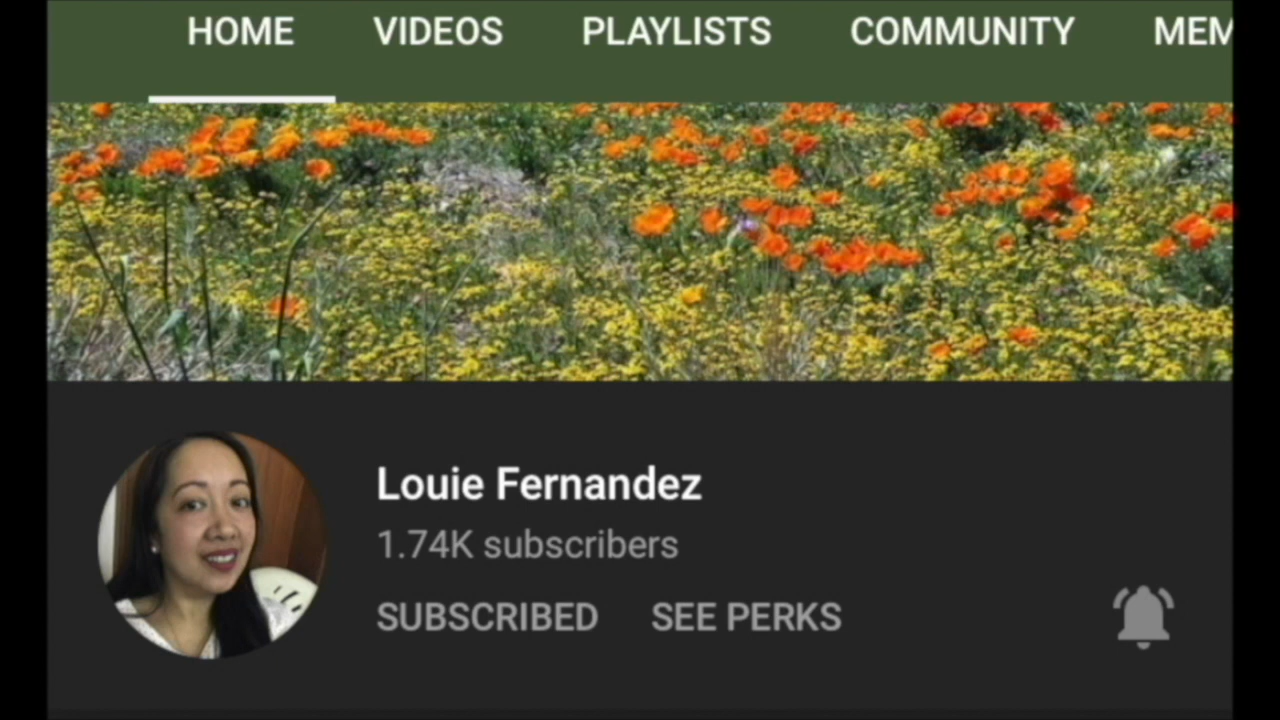 HOME VIDEOS PLAYLISTS COMMUNITY MEM
Louie Fernandez
1.74K subscribers
SUBSCRIBED SEE PERKS